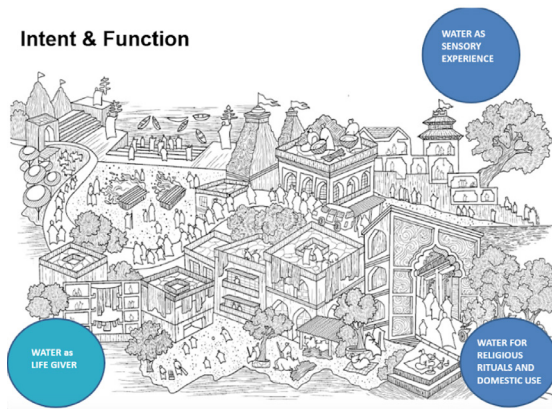 Intent & Function
WATER AS
SENSORY
EXPERIENCE
WATER as
LIFE GIVER
WATER FOR
RELIGIOUS
RITUALS AND
DOMESTIC USE